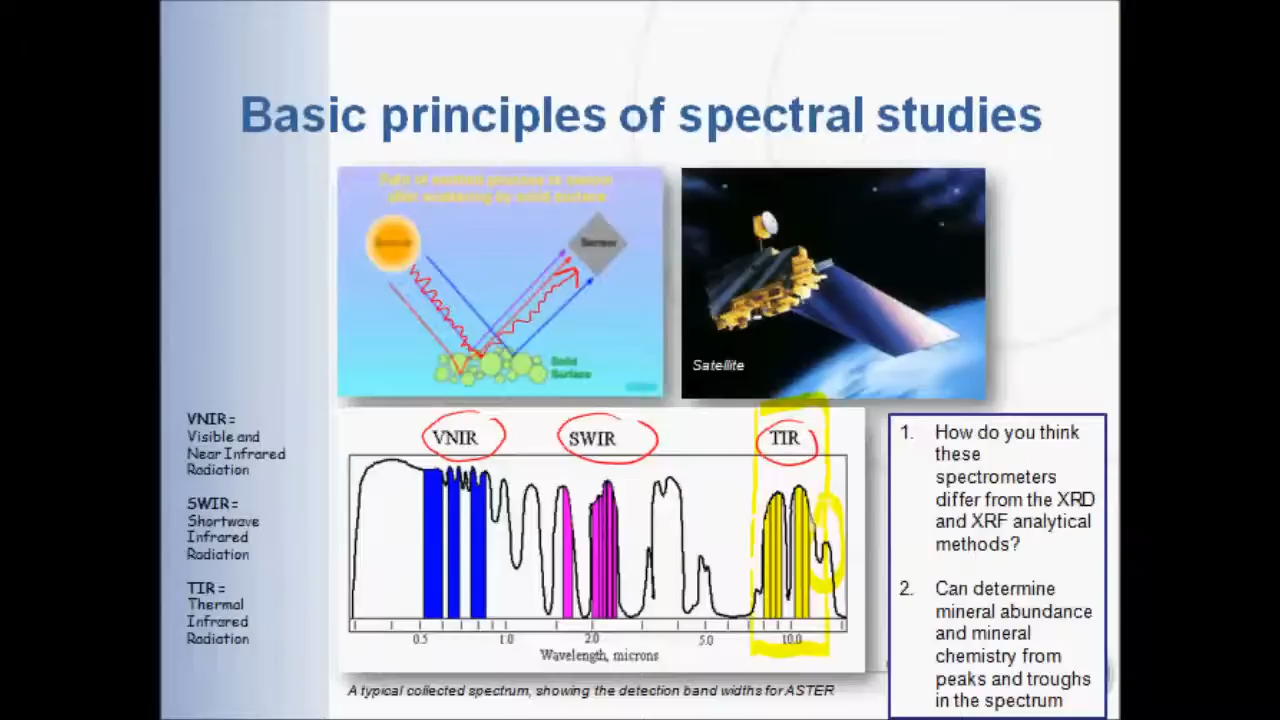 Basic principles of spectral studies
Sensor
Solid
Surface
Satellite
VNIR =
Visible and
Near Infrared
Radiation
SWIR =
Shortwave
Infrared
Radiation
TIR =
Thermal
Infrared
Radiation
VNIR SWIR TIR
0.5 1.0 2.0 5.0 10.0
Wavelength, microns
A typical collected spectrum, showing the detection band widths for ASTER
1. How do you think
these
spectrometers
differ from the XRD
and XRF analytical
methods?
2. Can determine
mineral abundance
and mineral
chemistry from
peaks and troughs
in the spectrum